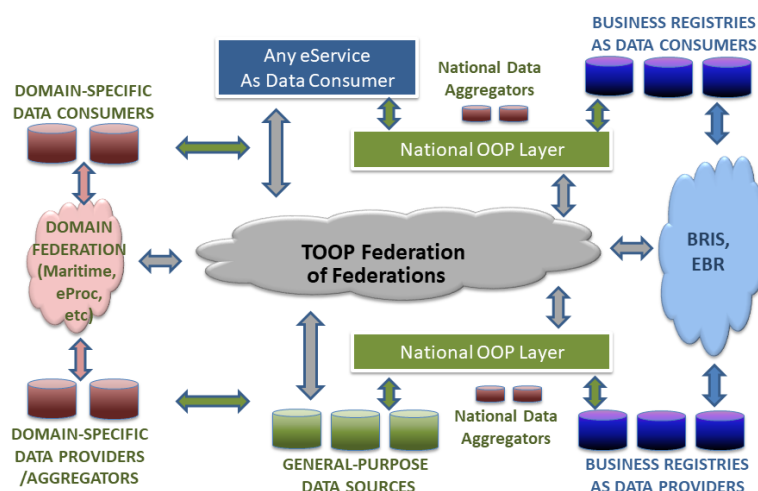 BUSINESS REGISTRIES
AS DATA CONSUMERS
Any eService
As Data Consumer
National Data
Aggregators
DOMAIN-SPECIFIC
DATA CONSUMERS
National OOP Layer
DOMAIN
FEDERATION
(Maritime,
eProc,
etc)
TOOP Federation
of Federations
BRIS,
EBR
National OOP Layer
National Data
Aggregators
DOMAIN-SPECIFIC
DATA PROVIDERS
/AGGREGATORS
GENERAL-PURPOSE
DATA SOURCES
BUSINESS REGISTRIES
AS DATA PROVIDERS